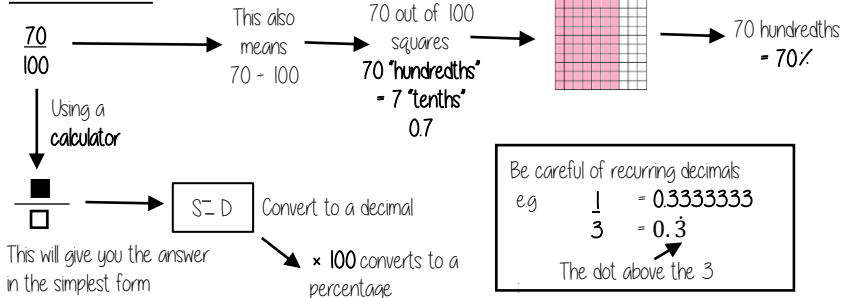 70
100
This also
means
70 ÷ 100
70 out of 100
squares
70 "hundredths"
= 7 "tenths"
0.7
70 hundredths
= 70%
Using a
calculator
S⇔D
Convert to a decimal
This will give you the answer
in the simplest form
× 100 converts to a
percentage
Be careful of recurring decimals
e.g 1 = 0.3333333
3 = 0.3̇
The dot above the 3